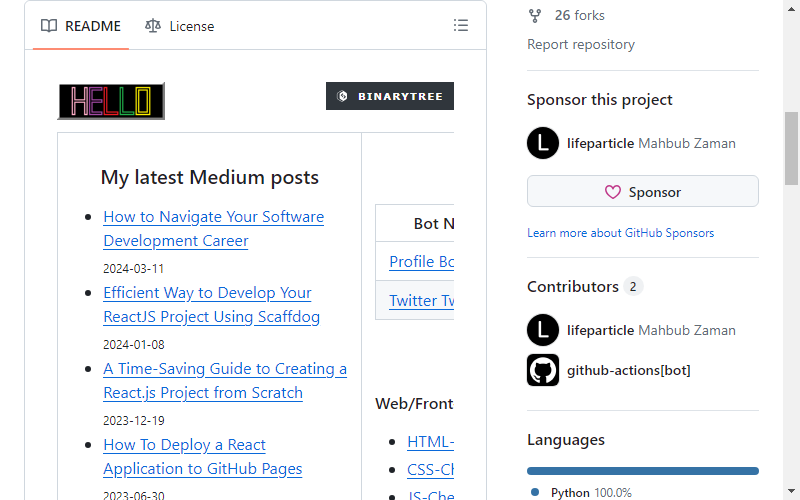 README
License
HELLO
BINARYTREE
My latest Medium posts
How to Navigate Your Software
Development Career
2024-03-11
Efficient Way to Develop Your
ReactJS Project Using Scaffdog
2024-01-08
A Time-Saving Guide to Creating a
React.js Project from Scratch
2023-12-19
How To Deploy a React
Application to GitHub Pages
2023-06-30
Bot N
Profile Bo
Twitter Tw
Web/Front
HTML-
CSS-Ch
JS-Che
26 forks
Report repository
Sponsor this project
L lifeparticle Mahbub Zaman
Sponsor
Learn more about GitHub Sponsors
Contributors 2
L lifeparticle Mahbub Zaman
github-actions[bot]
Languages
Python 100.0%